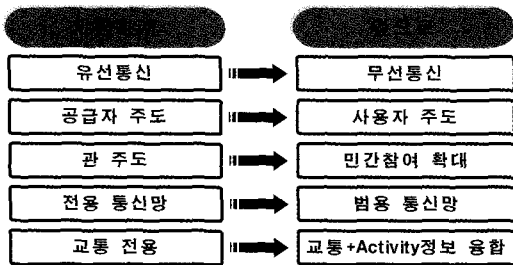 유선통신 무선통신
공급자 주도 사용자 주도
관 주도 민간참여 확대
전용 통신망 범용 통신망
교통 전용 교통+Activity정보 융합